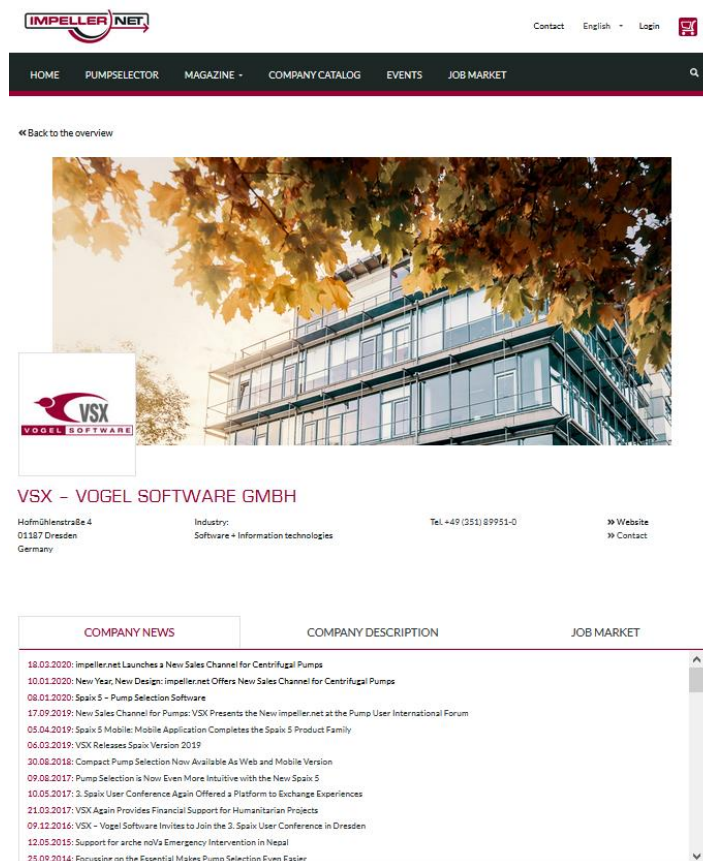 IMPELLER NET
Contact English Login
HOME PUMPSELECTOR MAGAZINE COMPANY CATALOG EVENTS JOB MARKET
« Back to the overview
VSX
VOGEL SOFTWARE
VSX – VOGEL SOFTWARE GMBH
Hofmühlenstraße 4
01187 Dresden
Germany
Industry:
Software + Information technologies
Tel. +49 (351) 89951-0
» Website
» Contact
COMPANY NEWS COMPANY DESCRIPTION JOB MARKET
18.03.2020: impeller.net Launches a New Sales Channel for Centrifugal Pumps
10.01.2020: New Year, New Design: impeller.net Offers New Sales Channel for Centrifugal Pumps
08.01.2020: Spaix 5 – Pump Selection Software
17.09.2019: New Sales Channel for Pumps: VSX Presents the New impeller.net at the Pump User International Forum
05.04.2019: Spaix 5 Mobile: Mobile Application Completes the Spaix 5 Product Family
06.03.2019: VSX Releases Spaix Version 2019
30.08.2018: Compact Pump Selection Now Available As Web and Mobile Version
09.08.2017: Pump Selection is Now Even More Intuitive with the New Spaix 5
10.05.2017: 3. Spaix User Conference Again Offered a Platform to Exchange Experiences
21.03.2017: VSX Again Provides Financial Support for Humanitarian Projects
09.12.2016: VSX – Vogel Software Invites to Join the 3. Spaix User Conference in Dresden
12.05.2015: Support for arche noVa Emergency Intervention in Nepal
25.09.2014: Focussing on the Essential Makes Pump Selection Even Easier